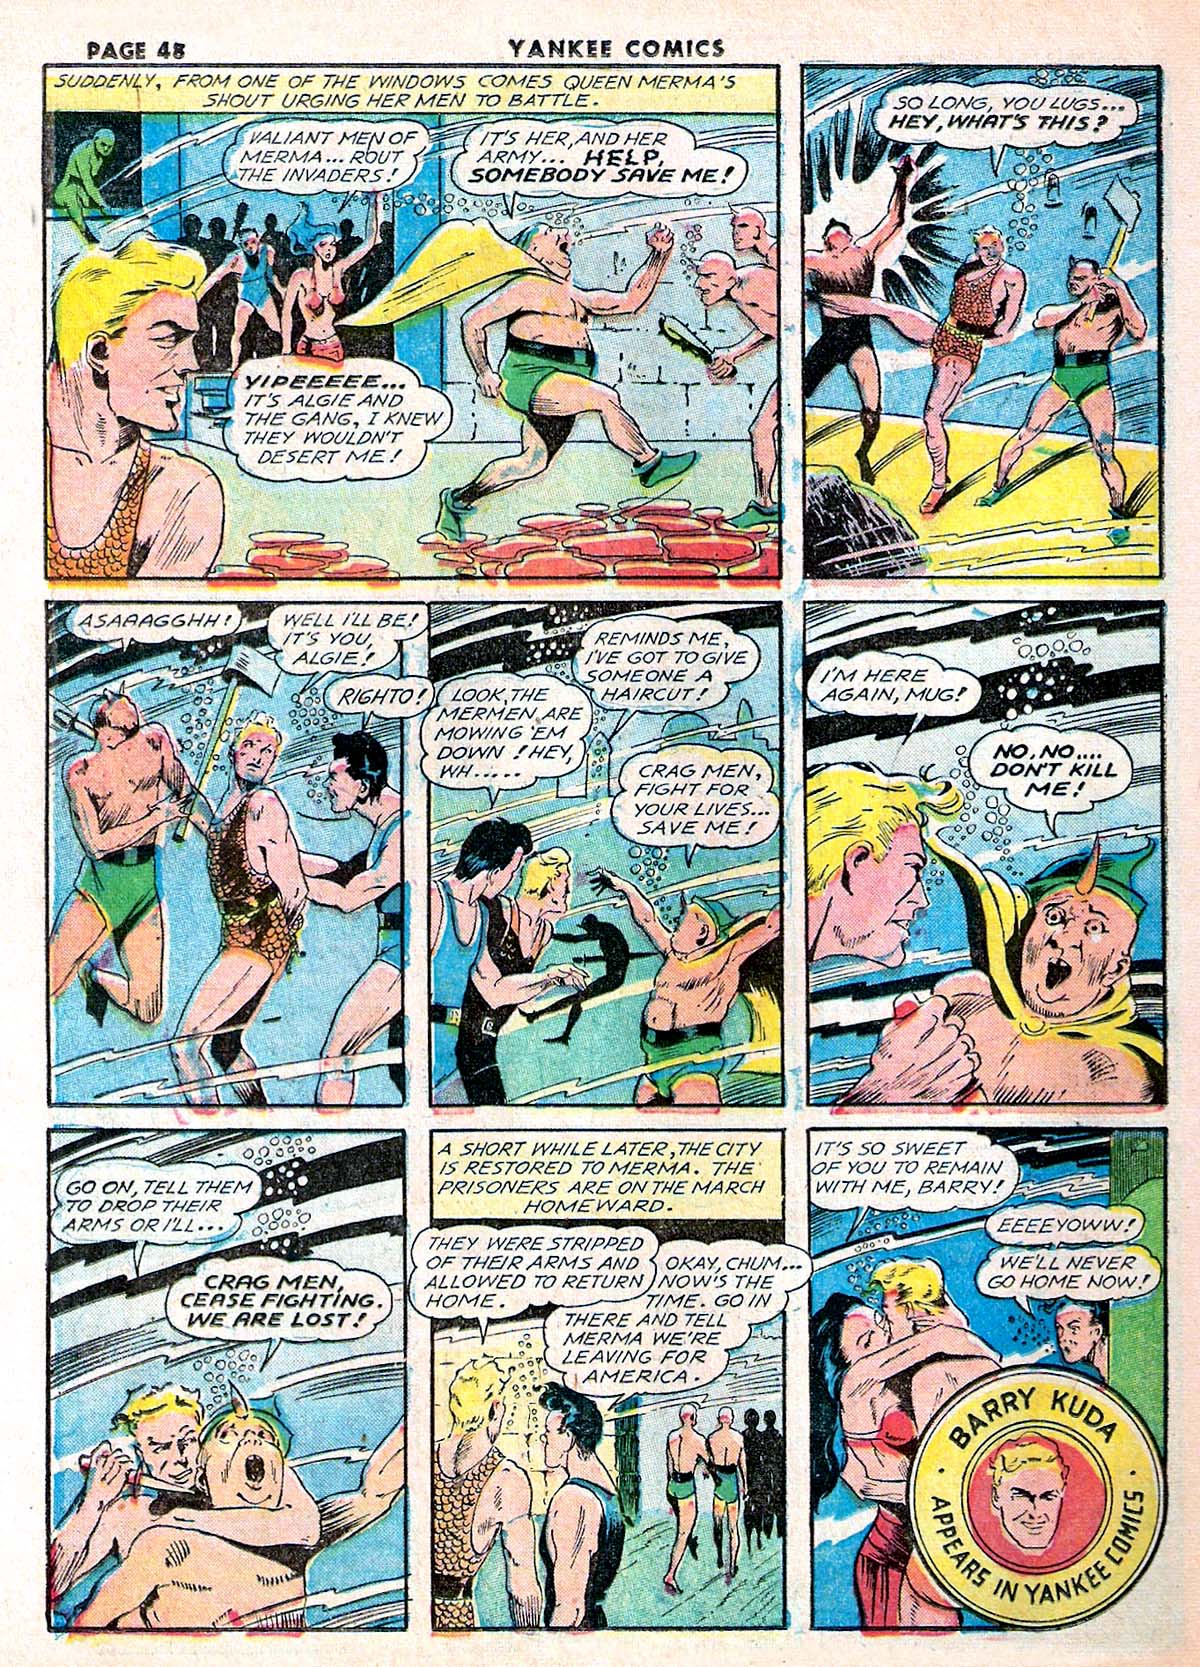 PAGE 48
YANKEE COMICS
SUDDENLY, FROM ONE OF THE WINDOWS COMES QUEEN MERMA'S
SHOUT URGING HER MEN TO BATTLE.
VALIANT MEN OF
MERMA... ROUT
THE INVADERS!
IT'S HER, AND HER
ARMY... HELP,
SOMEBODY SAVE ME!
YIPEEEEE...
IT'S ALGIE AND
THE GANG, I KNEW
THEY WOULDN'T
DESERT ME!
SO LONG, YOU LUGS...
HEY, WHAT'S THIS?
ASAAAGGHH!
WELL I'LL BE!
IT'S YOU,
ALGIE!
RIGHTO!
LOOK, THE
MERMEN ARE
MOWING 'EM
DOWN! HEY,
WH.....
REMINDS ME,
I'VE GOT TO GIVE
SOMEONE A
HAIRCUT!
CRAG MEN,
FIGHT FOR
YOUR LIVES...
SAVE ME!
I'M HERE
AGAIN, MUG!
NO..NO....
DON'T KILL
ME!
GO ON, TELL THEM
TO DROP THEIR
ARMS OR I'LL...
CRAG MEN,
CEASE FIGHTING.
WE ARE LOST!
A SHORT WHILE LATER, THE CITY
IS RESTORED TO MERMA. THE
PRISONERS ARE ON THE MARCH
HOMEWARD.
THEY WERE STRIPPED
OF THEIR ARMS AND
ALLOWED TO RETURN
HOME.
OKAY, CHUM...
NOW'S THE
TIME. GO IN
THERE AND TELL
MERMA WE'RE
LEAVING FOR
AMERICA.
IT'S SO SWEET
OF YOU TO REMAIN
WITH ME, BARRY!
EEEEYOWW!
WE'LL NEVER
GO HOME NOW!
BARRY KUDA
APPEARS IN YANKEE COMICS